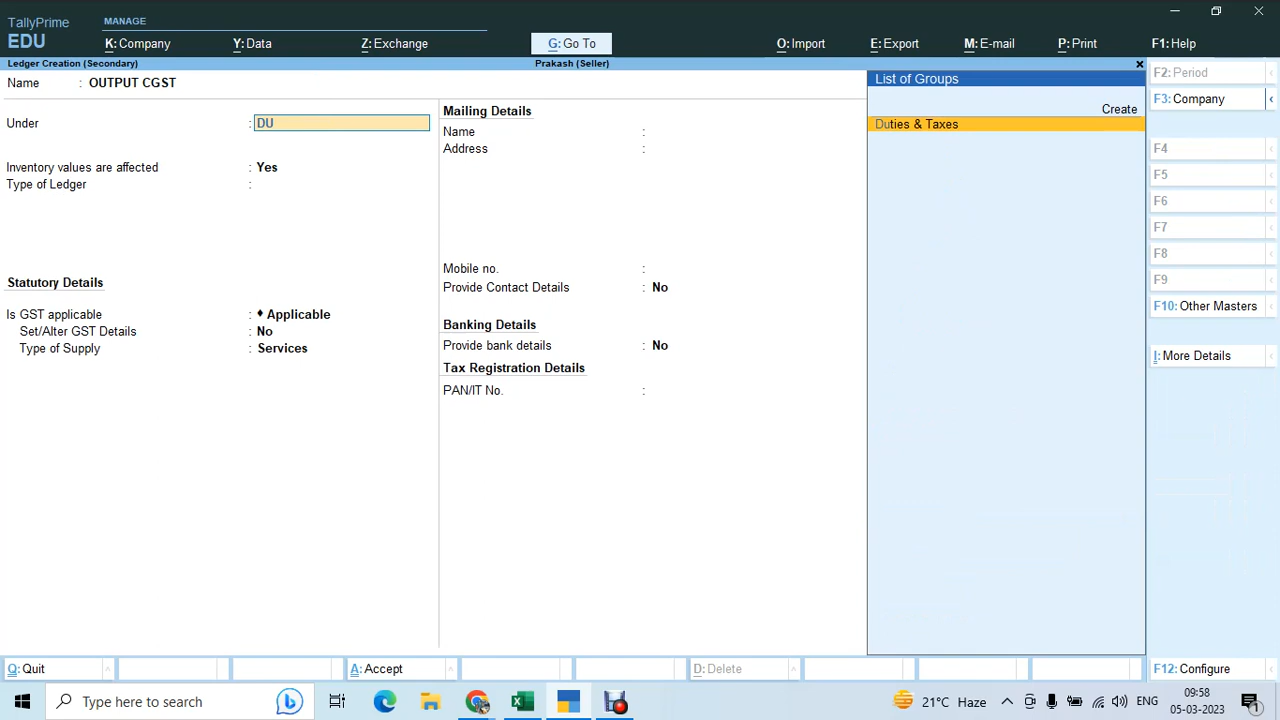 TallyPrime
EDU
MANAGE
K: Company
Y: Data
Z: Exchange
G: Go To
O: Import
E: Export
M: E-mail
P: Print
F1: Help
Ledger Creation (Secondary)
Prakash (Seller)
Name : OUTPUT CGST
Under : DU
Inventory values are affected : Yes
Type of Ledger :
Statutory Details
Is GST applicable : ♦ Applicable
Set/Alter GST Details : No
Type of Supply : Services
Mailing Details
Name :
Address :
Mobile no. :
Provide Contact Details : No
Banking Details
Provide bank details : No
Tax Registration Details
PAN/IT No. :
List of Groups
Create
Duties & Taxes
F2: Period
F3: Company
F4
F5
F6
F7
F8
F9
F10: Other Masters
I: More Details
F12: Configure
Q: Quit
A: Accept
D: Delete
Type here to search
21°C Haze
ENG
09:58
05-03-2023
1